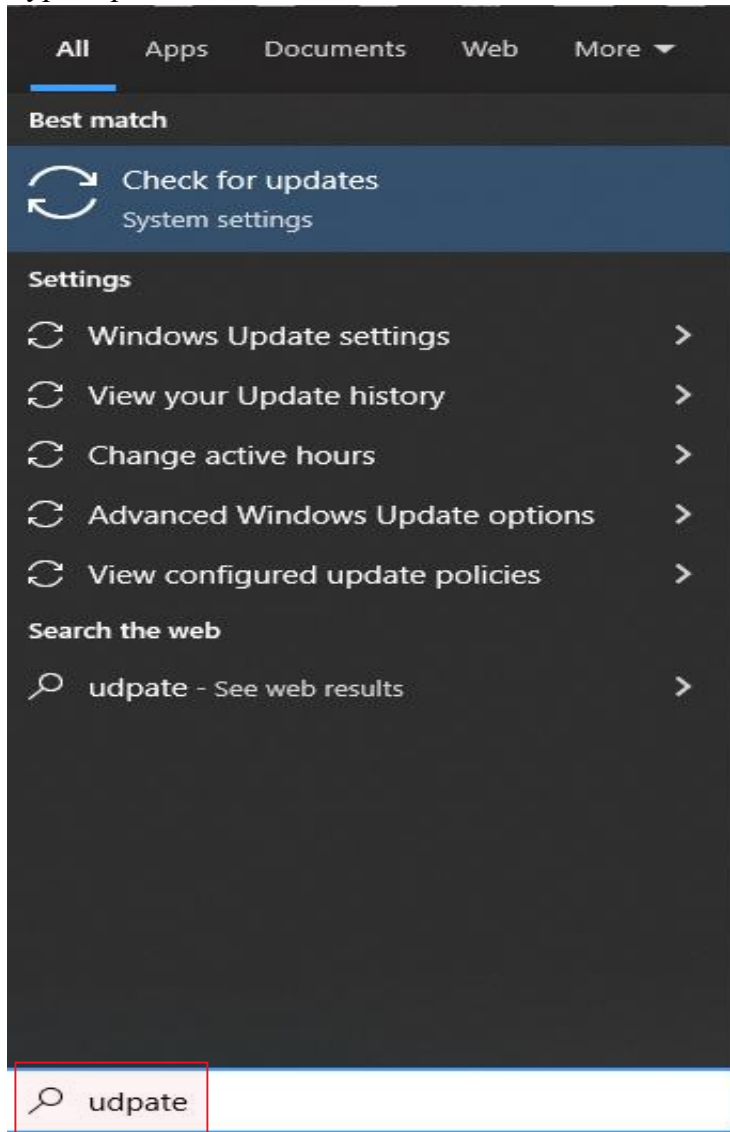 All Apps Documents Web More
Best match
Check for updates
System settings
Settings
Windows Update settings
View your Update history
Change active hours
Advanced Windows Update options
View configured update policies
Search the web
udpate - See web results
udpate